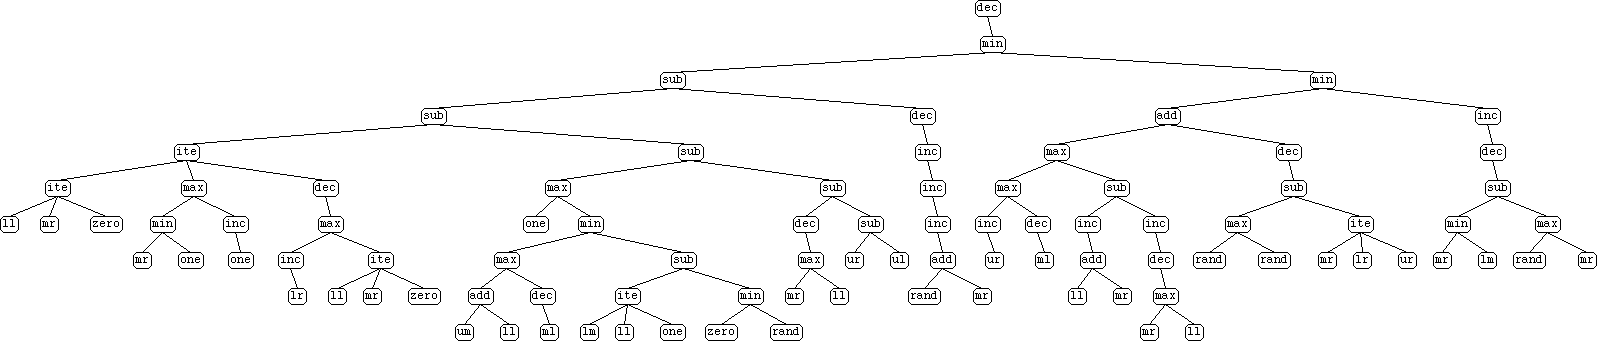 dec
min
sub min
sub dec add inc
ite sub inc max dec dec
ite max dec max sub inc max sub sub sub
ll mr zero min inc max one min dec sub inc inc dec inc inc max ite min max
mr one one inc ite max sub max ur ul add ur ml add dec rand rand mr lr ur mr lm rand mr
lr ll mr zero add dec ite min mr ll rand mr ll mr max
um ll ml lm ll one zero rand mr ll